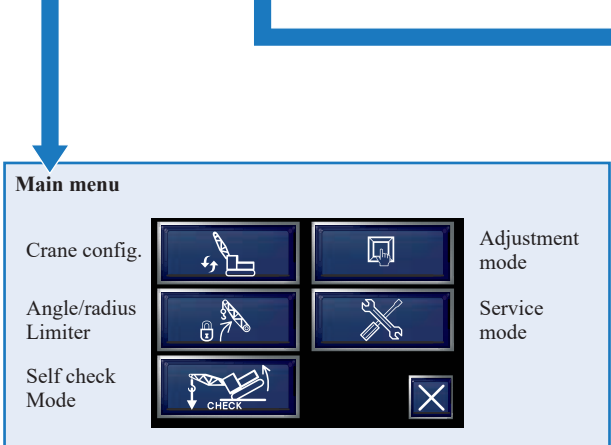 Main menu
Crane config.
Adjustment
mode
Angle/radius
Limiter
Service
mode
Self check
Mode
CHECK